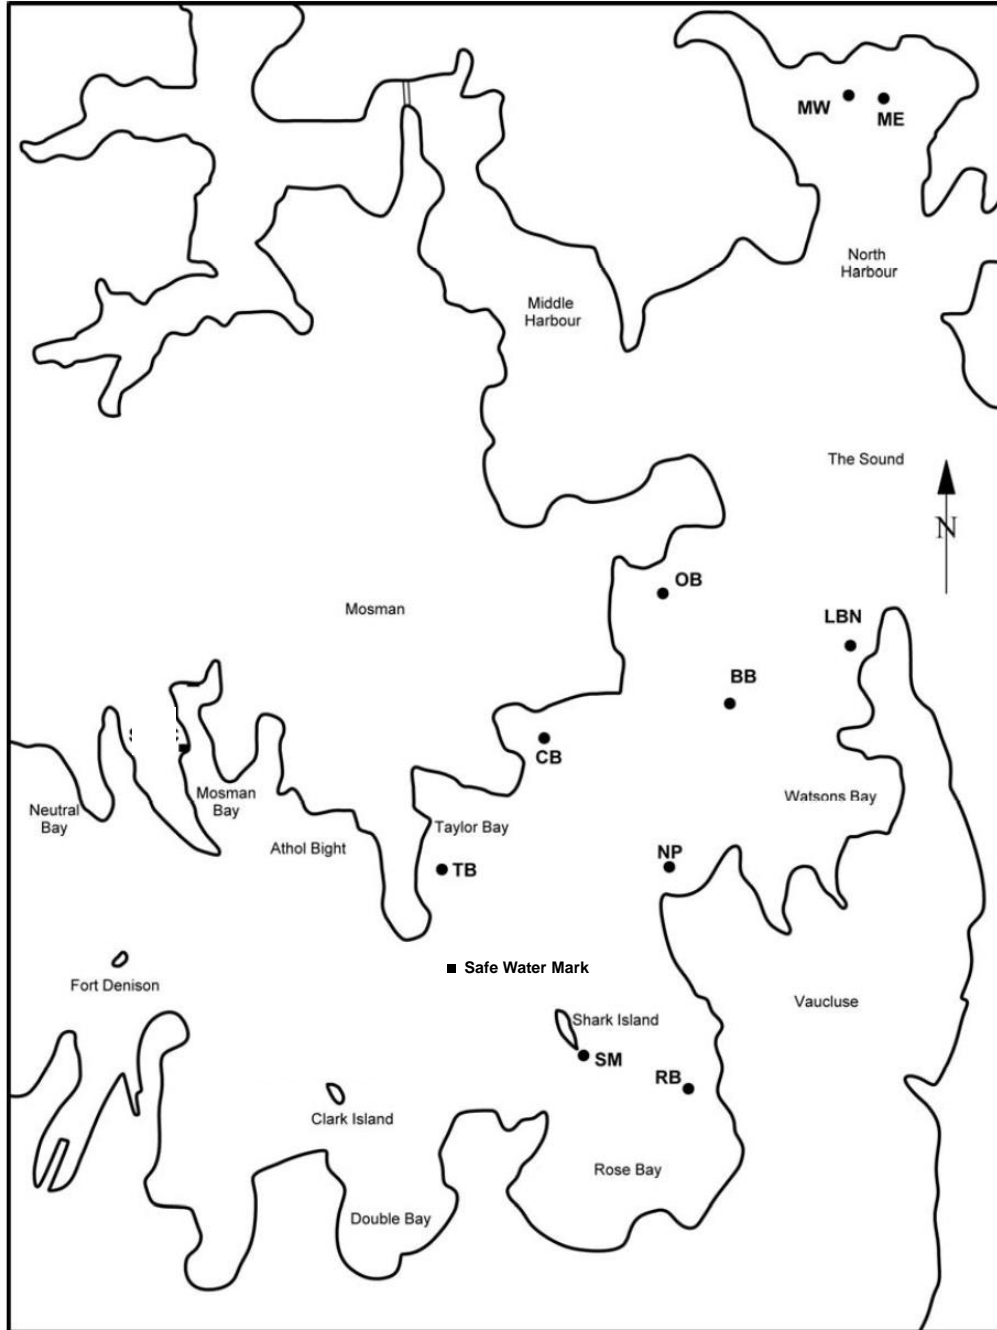 MW
ME
North
Harbour
Middle
Harbour
The Sound
N
OB
Mosman
LBN
BB
CB
Mosman
Bay
Neutral
Bay
Watsons Bay
Taylor Bay
Athol Bight
NP
TB
Safe Water Mark
Fort Denison
Vaucluse
Shark Island
SM
RB
Clark Island
Rose Bay
Double Bay